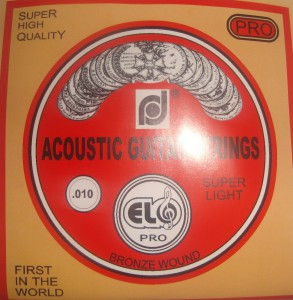 SUPER
HIGH
QUALITY
PRO
ACOUSTIC GUITAR STRINGS
.010
SUPER
LIGHT
ELO
PRO
BRONZE WOUND
FIRST
IN THE
WORLD